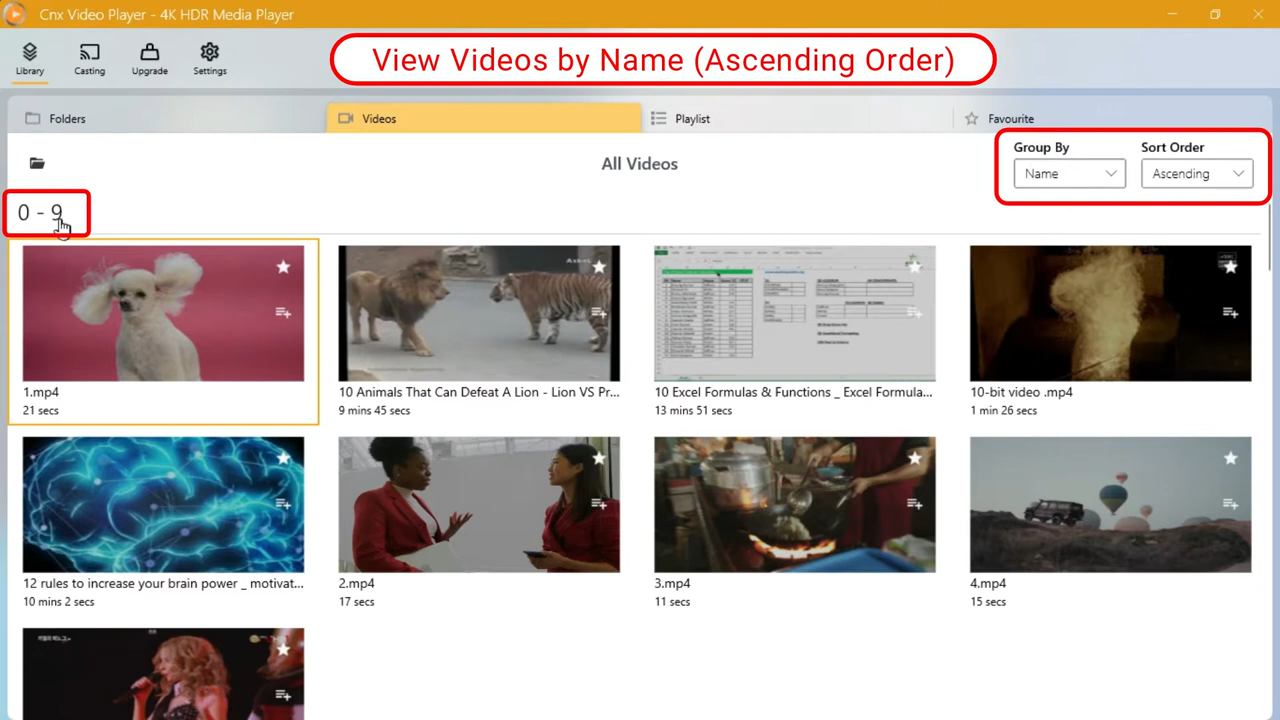 Cnx Video Player - 4K HDR Media Player
Library
Casting
Upgrade
Settings
View Videos by Name (Ascending Order)
Folders
Videos
Playlist
Favourite
All Videos
Group By
Sort Order
Name
Ascending
0 - 9
1.mp4
21 secs
10 Animals That Can Defeat A Lion - Lion VS Pr...
9 mins 45 secs
10 Excel Formulas & Functions _ Excel Formula...
13 mins 51 secs
10-bit video .mp4
1 min 26 secs
12 rules to increase your brain power _ motivat...
10 mins 2 secs
2.mp4
17 secs
3.mp4
11 secs
4.mp4
15 secs